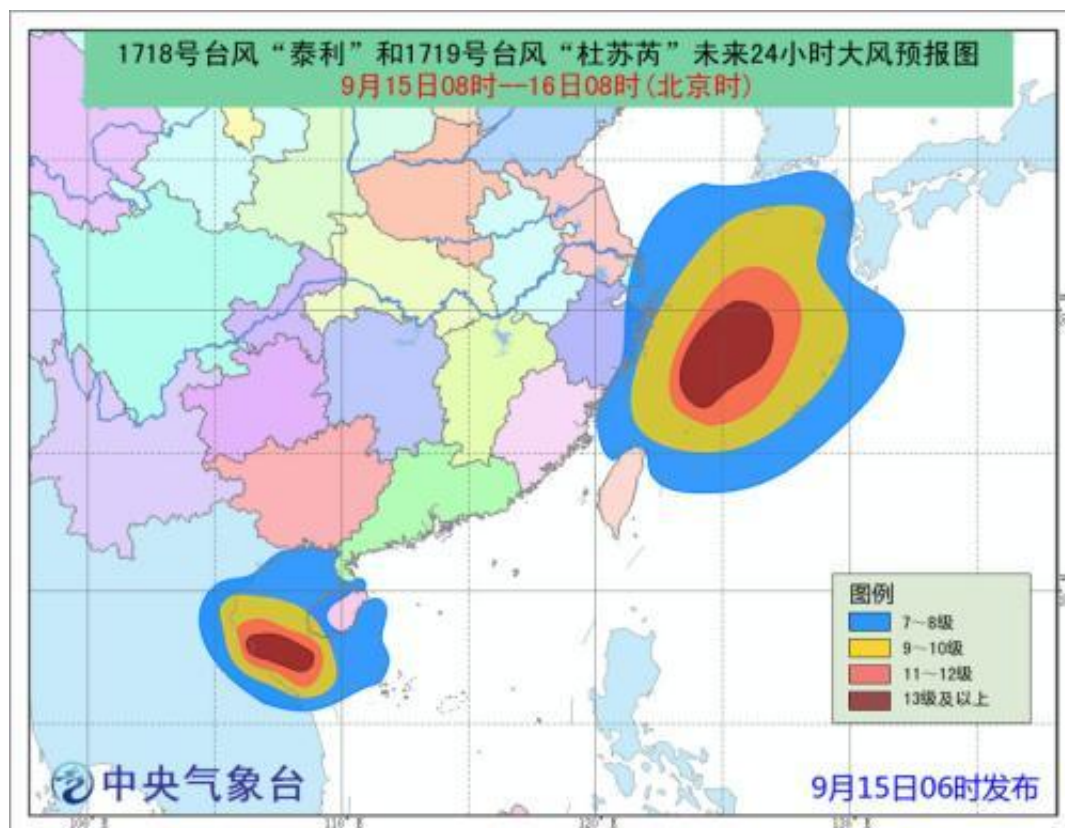 1718号台风“泰利”和1719号台风“杜苏芮”未来24小时大风预报图
9月15日08时--16日08时(北京时)
图例
7～8级
9～10级
11～12级
13级及以上
中央气象台
9月15日06时发布
100° E
110° E
120° E
130° E